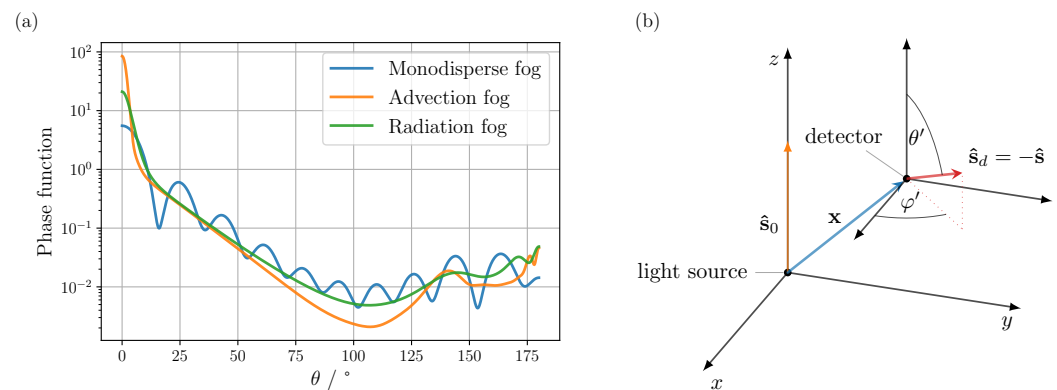 (a)
Phase function
10²
10¹
10⁰
10⁻¹
10⁻²
Monodisperse fog
Advection fog
Radiation fog
0 25 50 75 100 125 150 175
θ / °
(b)
z
detector
θ′
ŝ_d = −ŝ
φ′
x
ŝ₀
light source
y
x